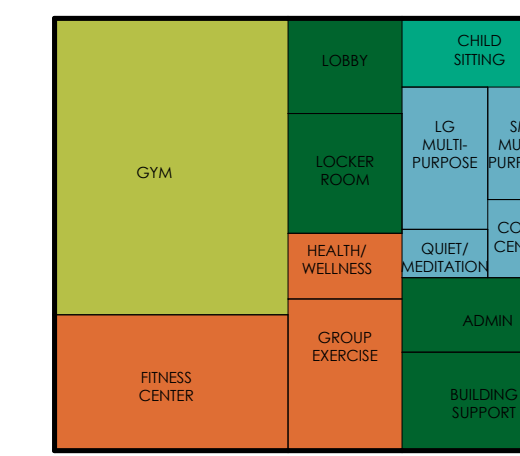 CHILD
SITTING
LOBBY
LG
MULTI-
PURPOSE
LOCKER
ROOM
GYM
HEALTH/
WELLNESS
QUIET/
MEDITATION
ADMIN
GROUP
EXERCISE
FITNESS
CENTER
BUILDING
SUPPORT